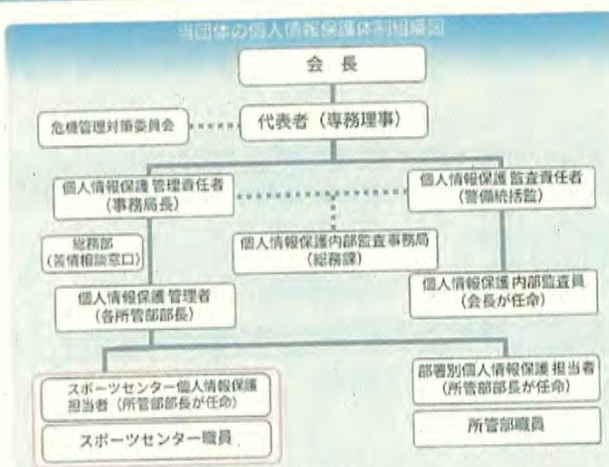 当団体の個人情報保護体制組織図
会 長
危機管理対策委員会
代表者（専務理事）
個人情報保護 管理責任者
（事務局長）
個人情報保護 監査責任者
（警備統括監）
総務部
（苦情相談窓口）
個人情報保護内部監査事務局
（総務課）
個人情報保護 管理者
（各所管部部長）
個人情報保護 内部監査員
（会長が任命）
スポーツセンター個人情報保護
担当者（所管部部長が任命）
スポーツセンター職員
部署別個人情報保護 担当者
（所管部部長が任命）
所管部職員